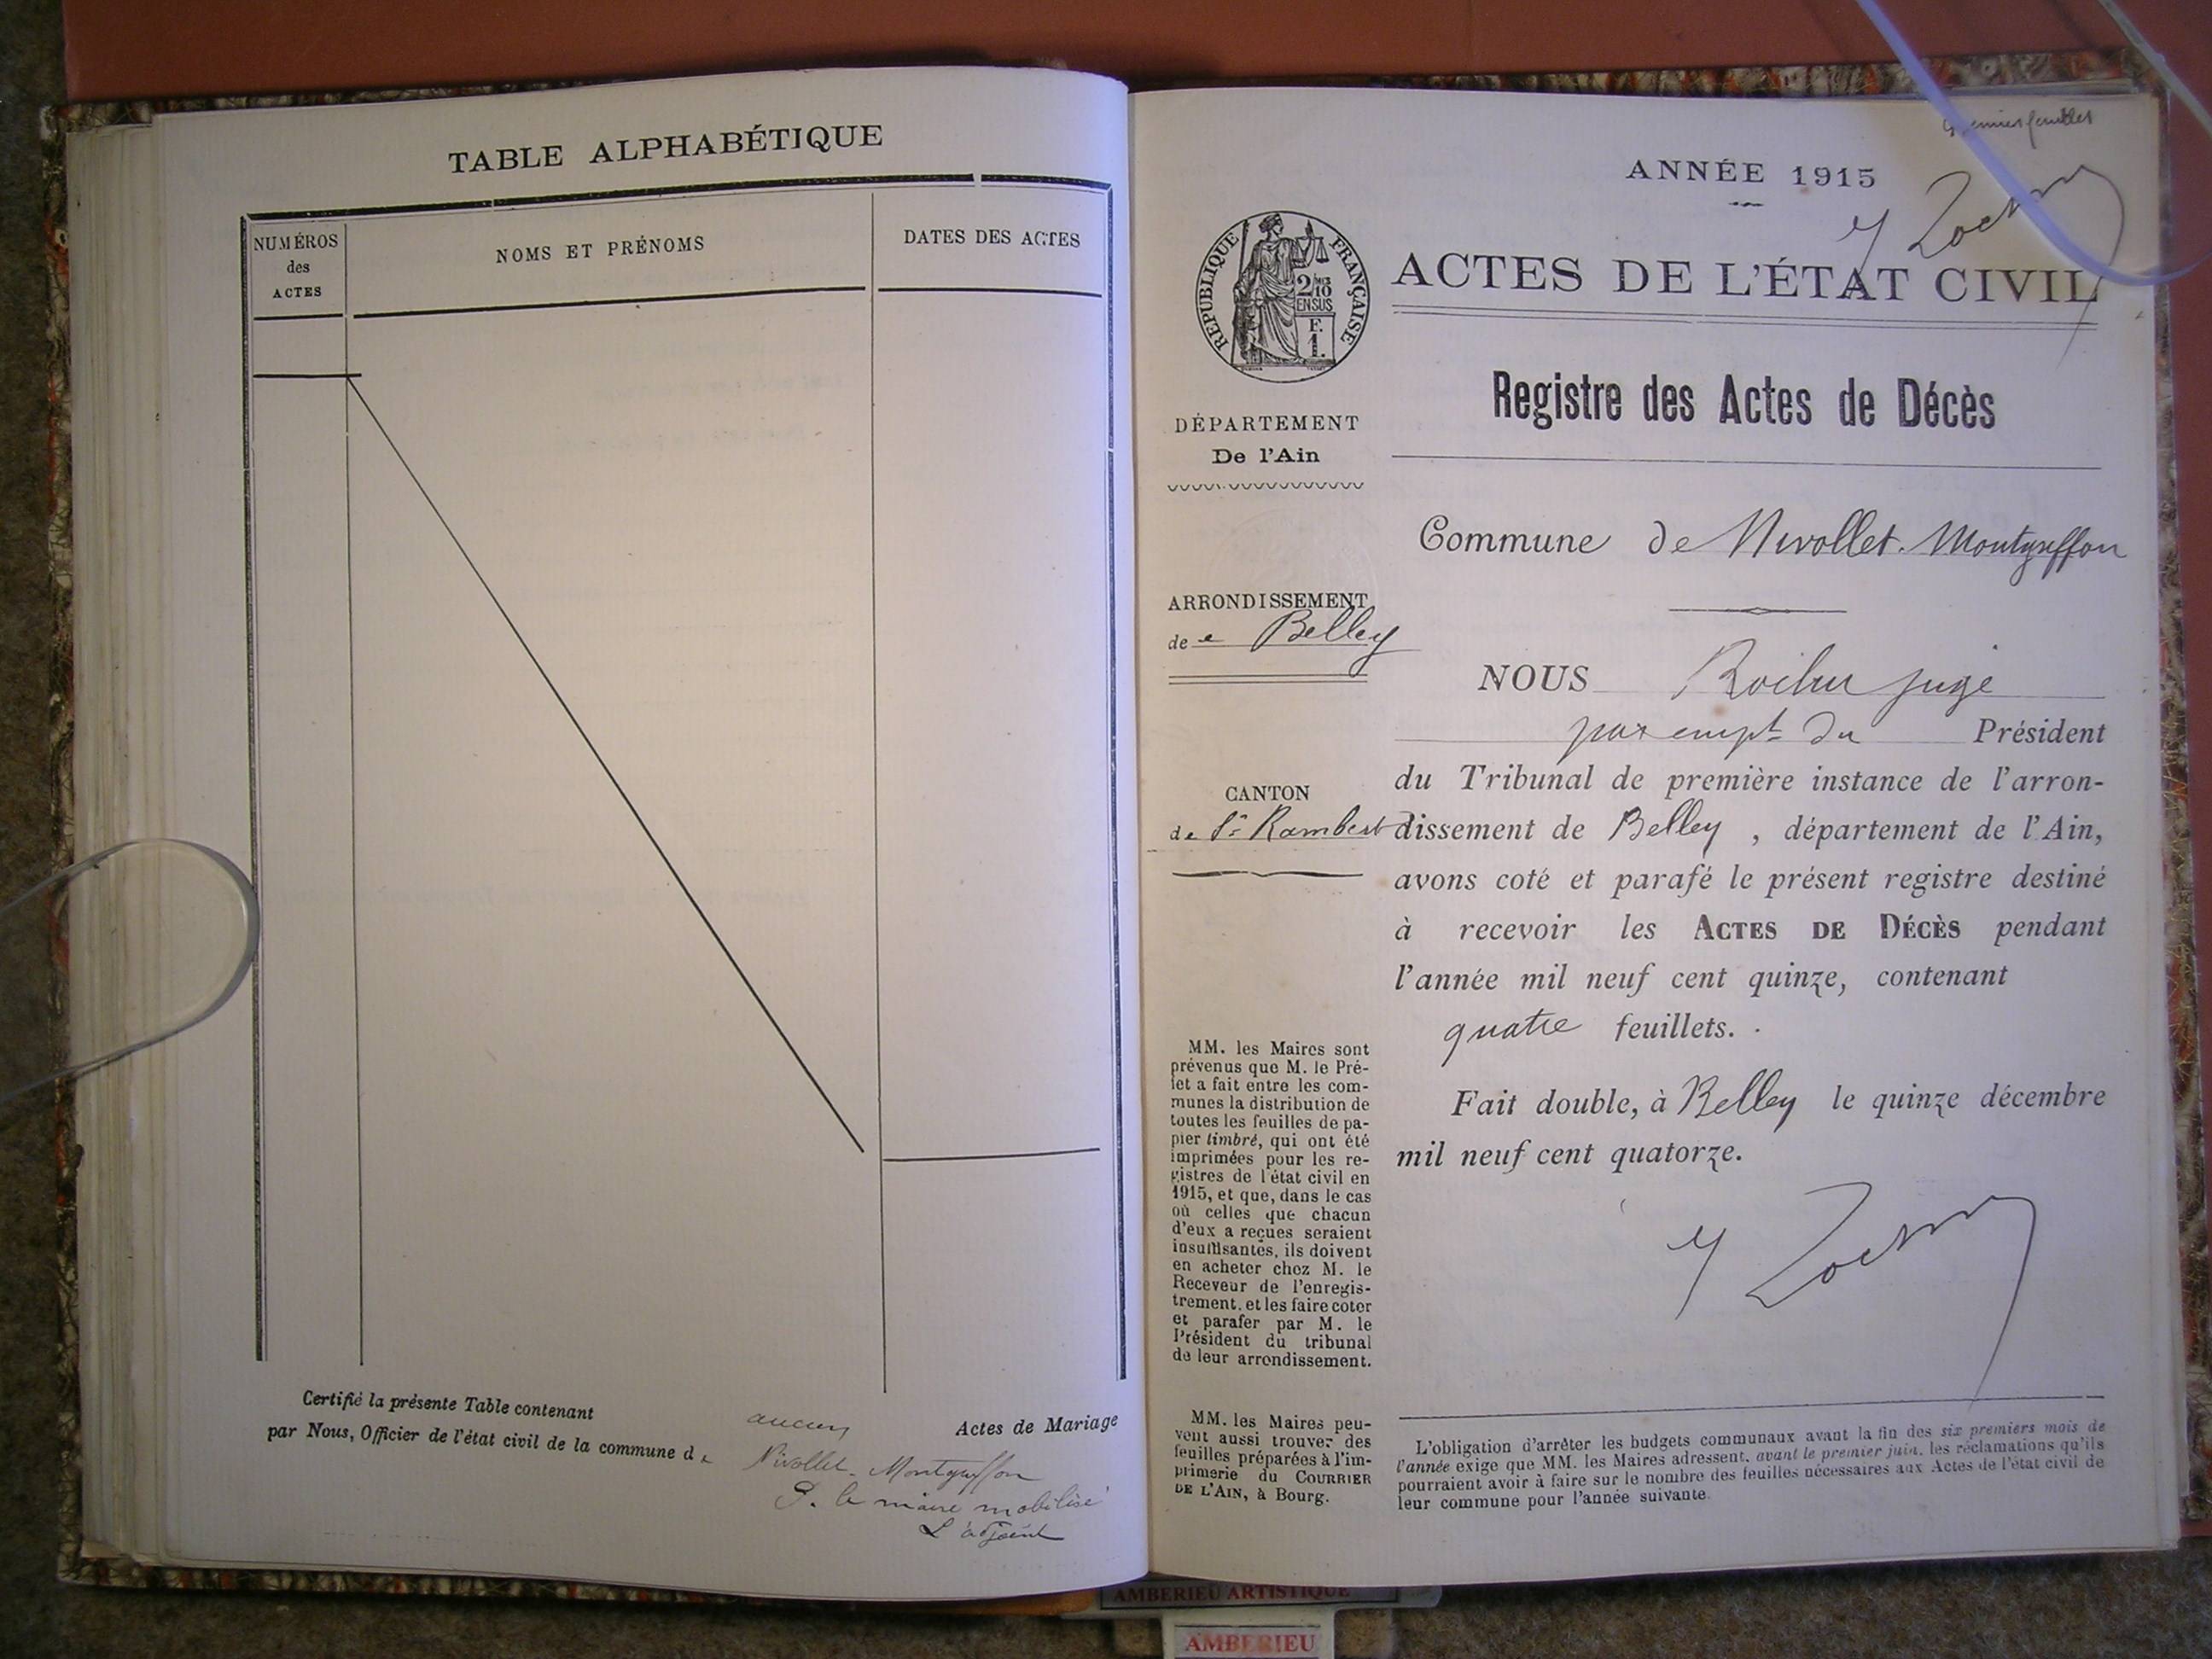 TABLE ALPHABÉTIQUE
NUMÉROS
des
ACTES
NOMS ET PRÉNOMS
DATES DES ACTES
Certifié la présente Table contenant aucun Actes de Mariage
par Nous, Officier de l'état civil de la commune de Nivollet-Montgriffon
P. le maire mobilisé
L'adjoint
premier feuillet
ANNÉE 1915
RÉPUBLIQUE FRANÇAISE
2/10
EN SUS
F.
1.
ACTES DE L'ÉTAT CIVIL
Registre des Actes de Décès
DÉPARTEMENT
De l'Ain
Commune de Nivollet-Montgriffon
ARRONDISSEMENT
de Belley
CANTON
de St Rambert
NOUS juge
par empt du Président
du Tribunal de première instance de l'arron-
dissement de Belley, département de l'Ain,
avons coté et parafé le présent registre destiné
à recevoir les ACTES DE DÉCÈS pendant
l'année mil neuf cent quinze, contenant
quatre feuillets.
Fait double, à Belley le quinze décembre
mil neuf cent quatorze.
MM. les Maires sont
prévenus que M. le Pré-
fet a fait entre les com-
munes la distribution de
toutes les feuilles de pa-
pier timbré, qui ont été
imprimées pour les re-
gistres de l'état civil en
1915, et que, dans le cas
où celles que chacun
d'eux a reçues seraient
insuffisantes, ils doivent
en acheter chez M. le
Receveur de l'enregis-
trement, et les faire coter
et parafer par M. le
Président du tribunal
de leur arrondissement.
MM. les Maires peu-
vent aussi trouver des
feuilles préparées à l'im-
primerie du COURRIER
DE L'AIN, à Bourg.
L'obligation d'arrêter les budgets communaux avant la fin des six premiers mois de
l'année exige que MM. les Maires adressent, avant le premier juin, les réclamations qu'ils
pourraient avoir à faire sur le nombre des feuilles nécessaires aux Actes de l'état civil de
leur commune pour l'année suivante.
AMBERIEU ARTISTIQUE
AMBERIEU